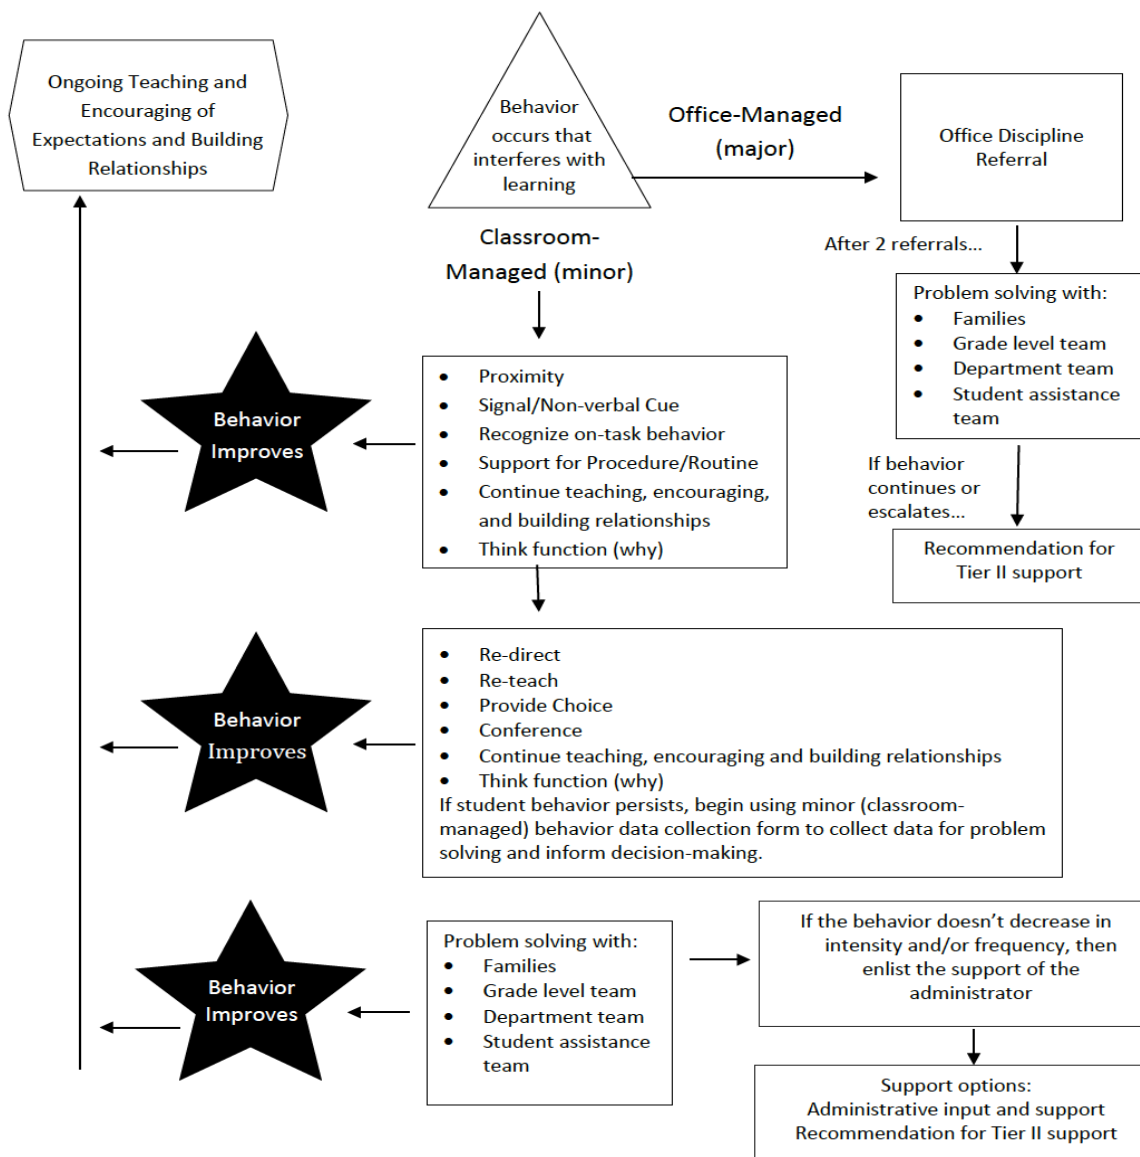 Ongoing Teaching and
Encouraging of
Expectations and Building
Relationships
Behavior
occurs that
interferes with
learning
Office-Managed
(major)
Office Discipline
Referral
Classroom-
Managed (minor)
After 2 referrals...
Problem solving with:
• Families
• Grade level team
• Department team
• Student assistance
team
If behavior
continues or
escalates...
Recommendation for
Tier II support
• Proximity
• Signal/Non-verbal Cue
• Recognize on-task behavior
• Support for Procedure/Routine
• Continue teaching, encouraging,
and building relationships
• Think function (why)
Behavior
Improves
• Re-direct
• Re-teach
• Provide Choice
• Conference
• Continue teaching, encouraging and building relationships
• Think function (why)
If student behavior persists, begin using minor (classroom-
managed) behavior data collection form to collect data for problem
solving and inform decision-making.
Behavior
Improves
Problem solving with:
• Families
• Grade level team
• Department team
• Student assistance
team
Behavior
Improves
If the behavior doesn’t decrease in
intensity and/or frequency, then
enlist the support of the
administrator
Support options:
Administrative input and support
Recommendation for Tier II support